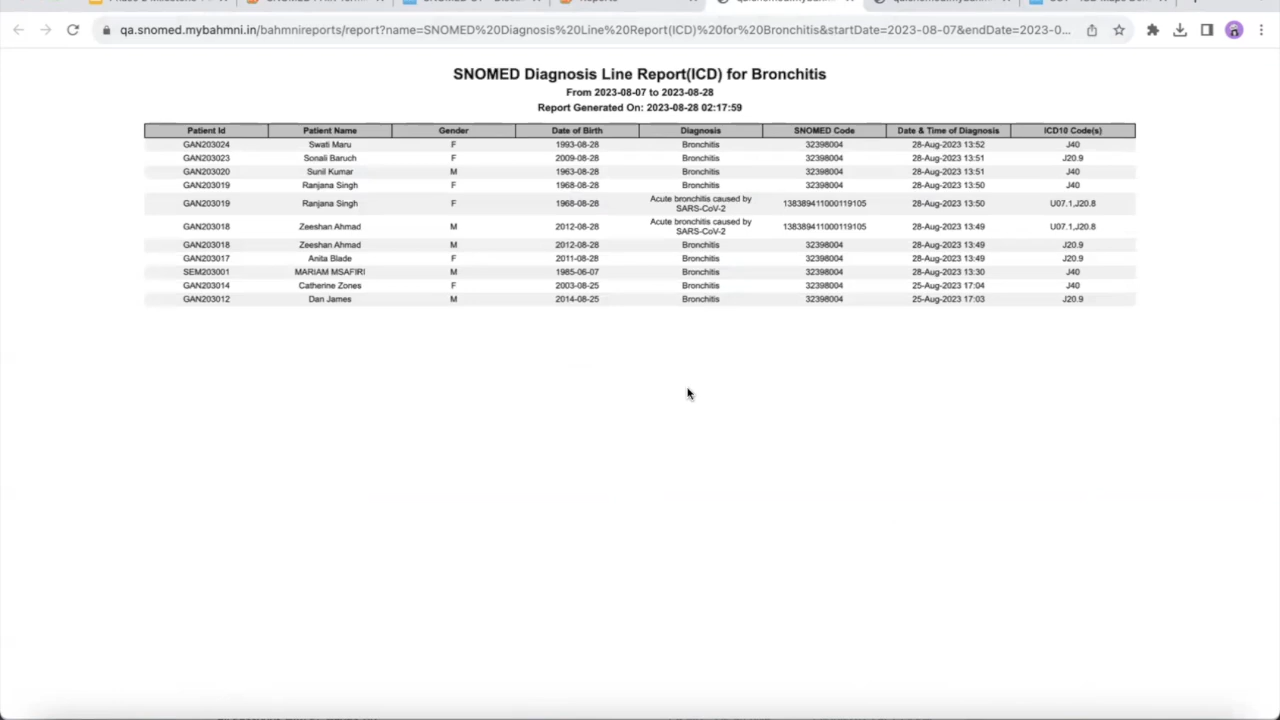 qa.snomed.mybahmni.in/bahmnireports/report?name=SNOMED%20Diagnosis%20Line%20Report(ICD)%20for%20Bronchitis&startDate=2023-08-07&endDate=2023-0...
SNOMED Diagnosis Line Report(ICD) for Bronchitis
From 2023-08-07 to 2023-08-28
Report Generated On: 2023-08-28 02:17:59
Patient Id Patient Name Gender Date of Birth Diagnosis SNOMED Code Date & Time of Diagnosis ICD10 Code(s)
GAN203024 Swati Maru F 1993-08-28 Bronchitis 32398004 28-Aug-2023 13:52 J40
GAN203023 Sonali Baruch F 2009-08-28 Bronchitis 32398004 28-Aug-2023 13:51 J20.9
GAN203020 Sunil Kumar M 1963-08-28 Bronchitis 32398004 28-Aug-2023 13:51 J40
GAN203019 Ranjana Singh F 1968-08-28 Bronchitis 32398004 28-Aug-2023 13:50 J40
GAN203019 Ranjana Singh F 1968-08-28 Acute bronchitis caused by SARS-CoV-2 138389411000119105 28-Aug-2023 13:50 U07.1,J20.8
GAN203018 Zeeshan Ahmad M 2012-08-28 Acute bronchitis caused by SARS-CoV-2 138389411000119105 28-Aug-2023 13:49 U07.1,J20.8
GAN203018 Zeeshan Ahmad M 2012-08-28 Bronchitis 32398004 28-Aug-2023 13:49 J20.9
GAN203017 Anita Blade F 2011-08-28 Bronchitis 32398004 28-Aug-2023 13:49 J20.9
SEM203001 MARIAM MSAFIRI M 1985-06-07 Bronchitis 32398004 28-Aug-2023 13:30 J40
GAN203014 Catherine Zones F 2003-08-25 Bronchitis 32398004 25-Aug-2023 17:04 J40
GAN203012 Dan James M 2014-08-25 Bronchitis 32398004 25-Aug-2023 17:03 J20.9